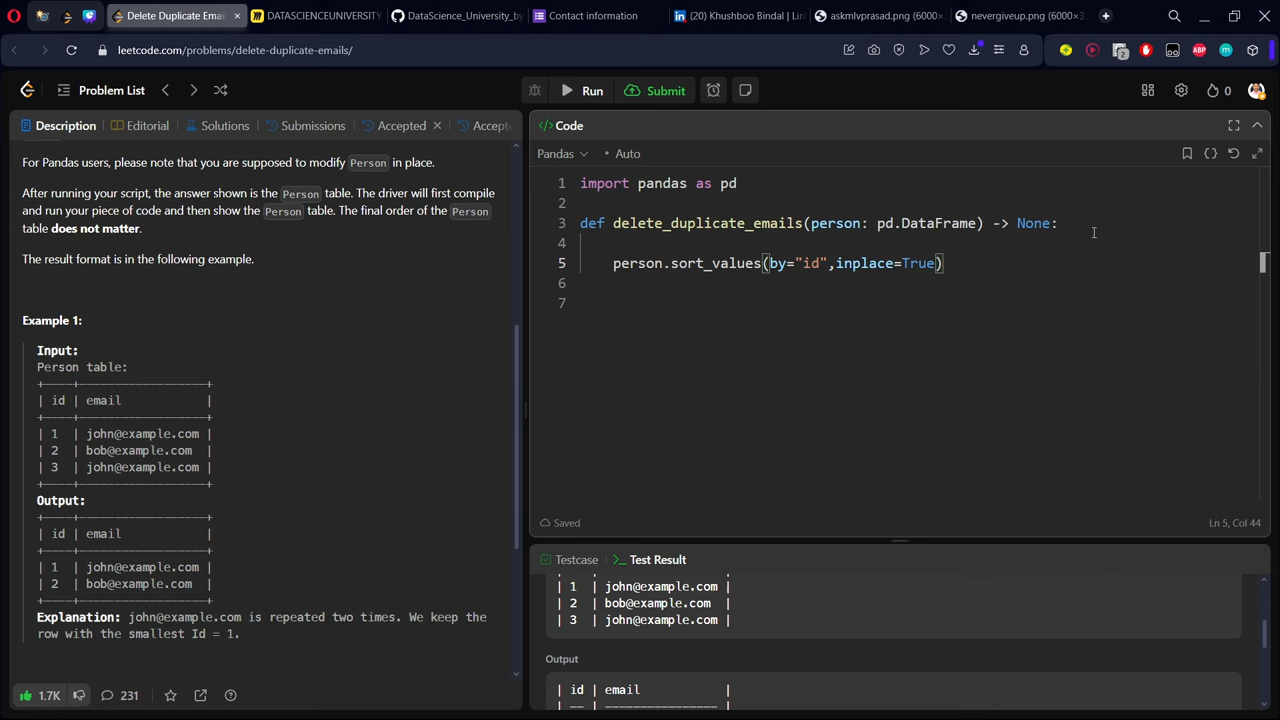 Delete Duplicate Emai
DATASCIENCEUNIVERSITY
DataScience_University_by
Contact information
(20) Khushboo Bindal | Lin
askmlvprasad.png (6000×
nevergiveup.png (6000×3
leetcode.com/problems/delete-duplicate-emails/
2
ABP
m
Problem List
Run
Submit
0
Description
Editorial
Solutions
Submissions
Accepted
Accept
For Pandas users, please note that you are supposed to modify Person in place.
After running your script, the answer shown is the Person table. The driver will first compile
and run your piece of code and then show the Person table. The final order of the Person
table does not matter.
The result format is in the following example.
Example 1:
Input:
Person table:
+----+------------------+
| id | email            |
+----+------------------+
| 1  | john@example.com |
| 2  | bob@example.com  |
| 3  | john@example.com |
+----+------------------+
Output:
+----+------------------+
| id | email            |
+----+------------------+
| 1  | john@example.com |
| 2  | bob@example.com  |
+----+------------------+
Explanation: john@example.com is repeated two times. We keep the
row with the smallest Id = 1.
1.7K
231
</> Code
Pandas
• Auto
1 import pandas as pd
2
3 def delete_duplicate_emails(person: pd.DataFrame) -> None:
4
5 person.sort_values(by="id",inplace=True)
6
7
Saved
Ln 5, Col 44
Testcase
Test Result
| 1  | john@example.com |
| 2  | bob@example.com  |
| 3  | john@example.com |
Output
| id | email            |
| -- | ---------------- |